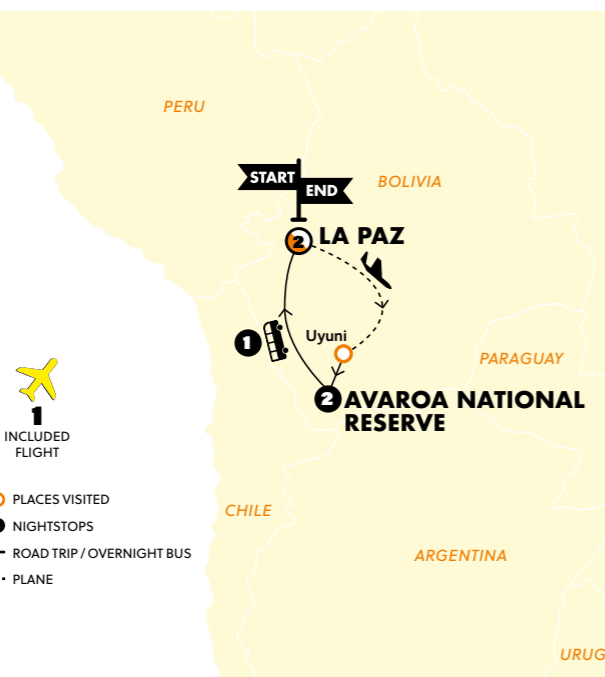 PERU
START
END
BOLIVIA
2
LA PAZ
Uyuni
1
PARAGUAY
2
AVAROA NATIONAL
RESERVE
1
INCLUDED
FLIGHT
PLACES VISITED
NIGHTSTOPS
ROAD TRIP / OVERNIGHT BUS
PLANE
CHILE
ARGENTINA
URUG